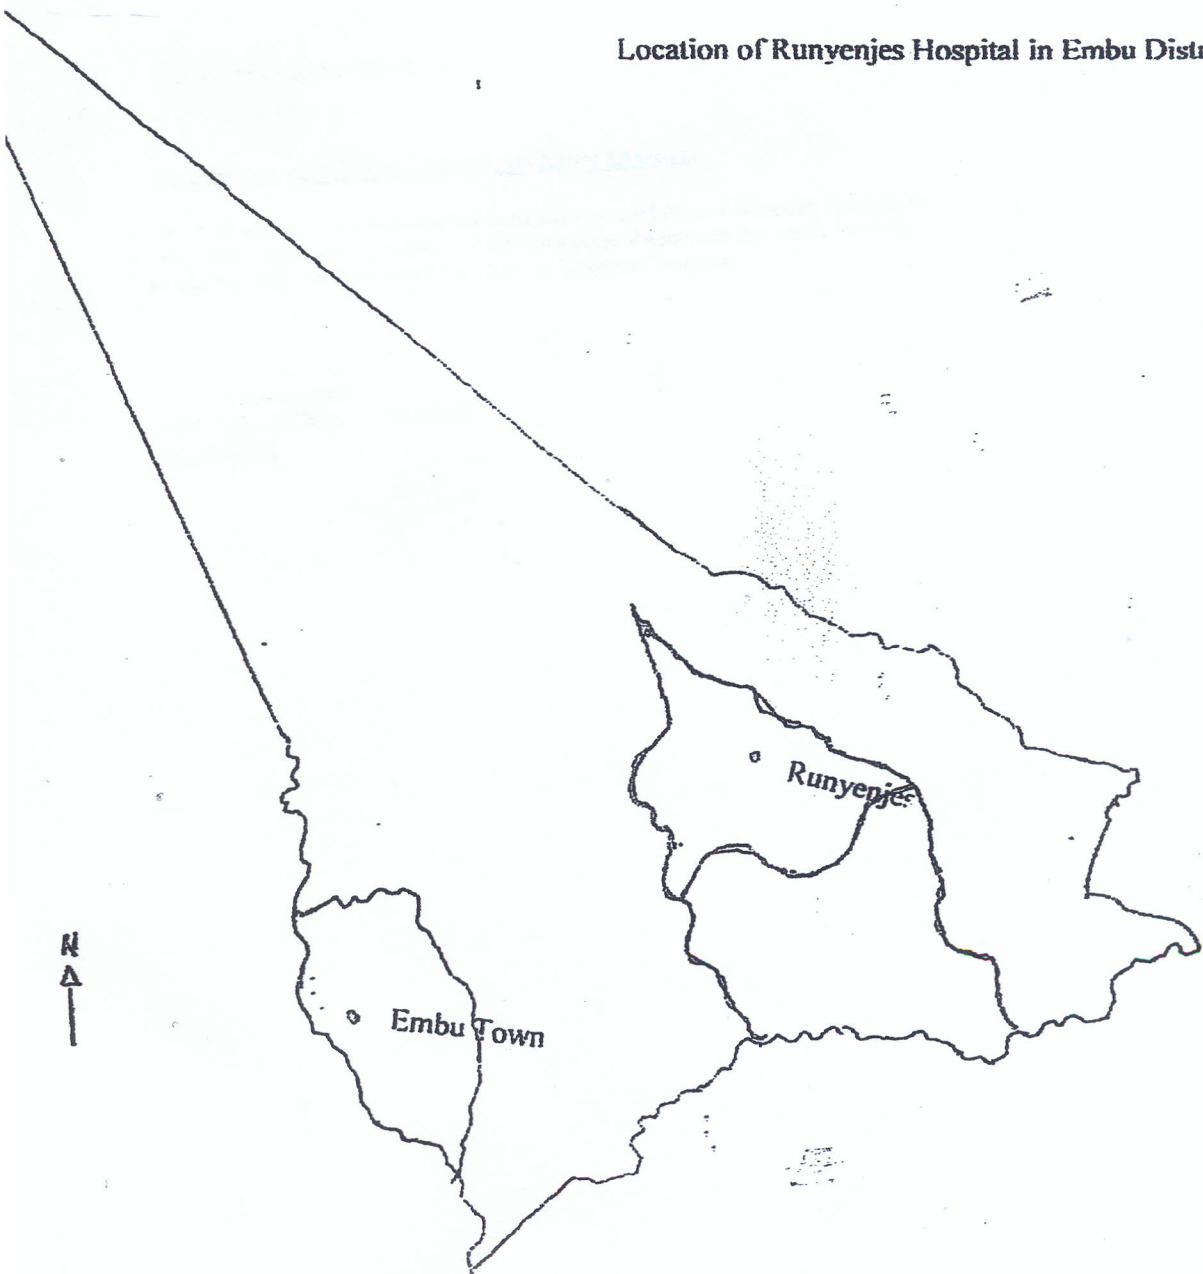 Location of Runyenjes Hospital in Embu Distr
Runyenjes
N
Embu Town